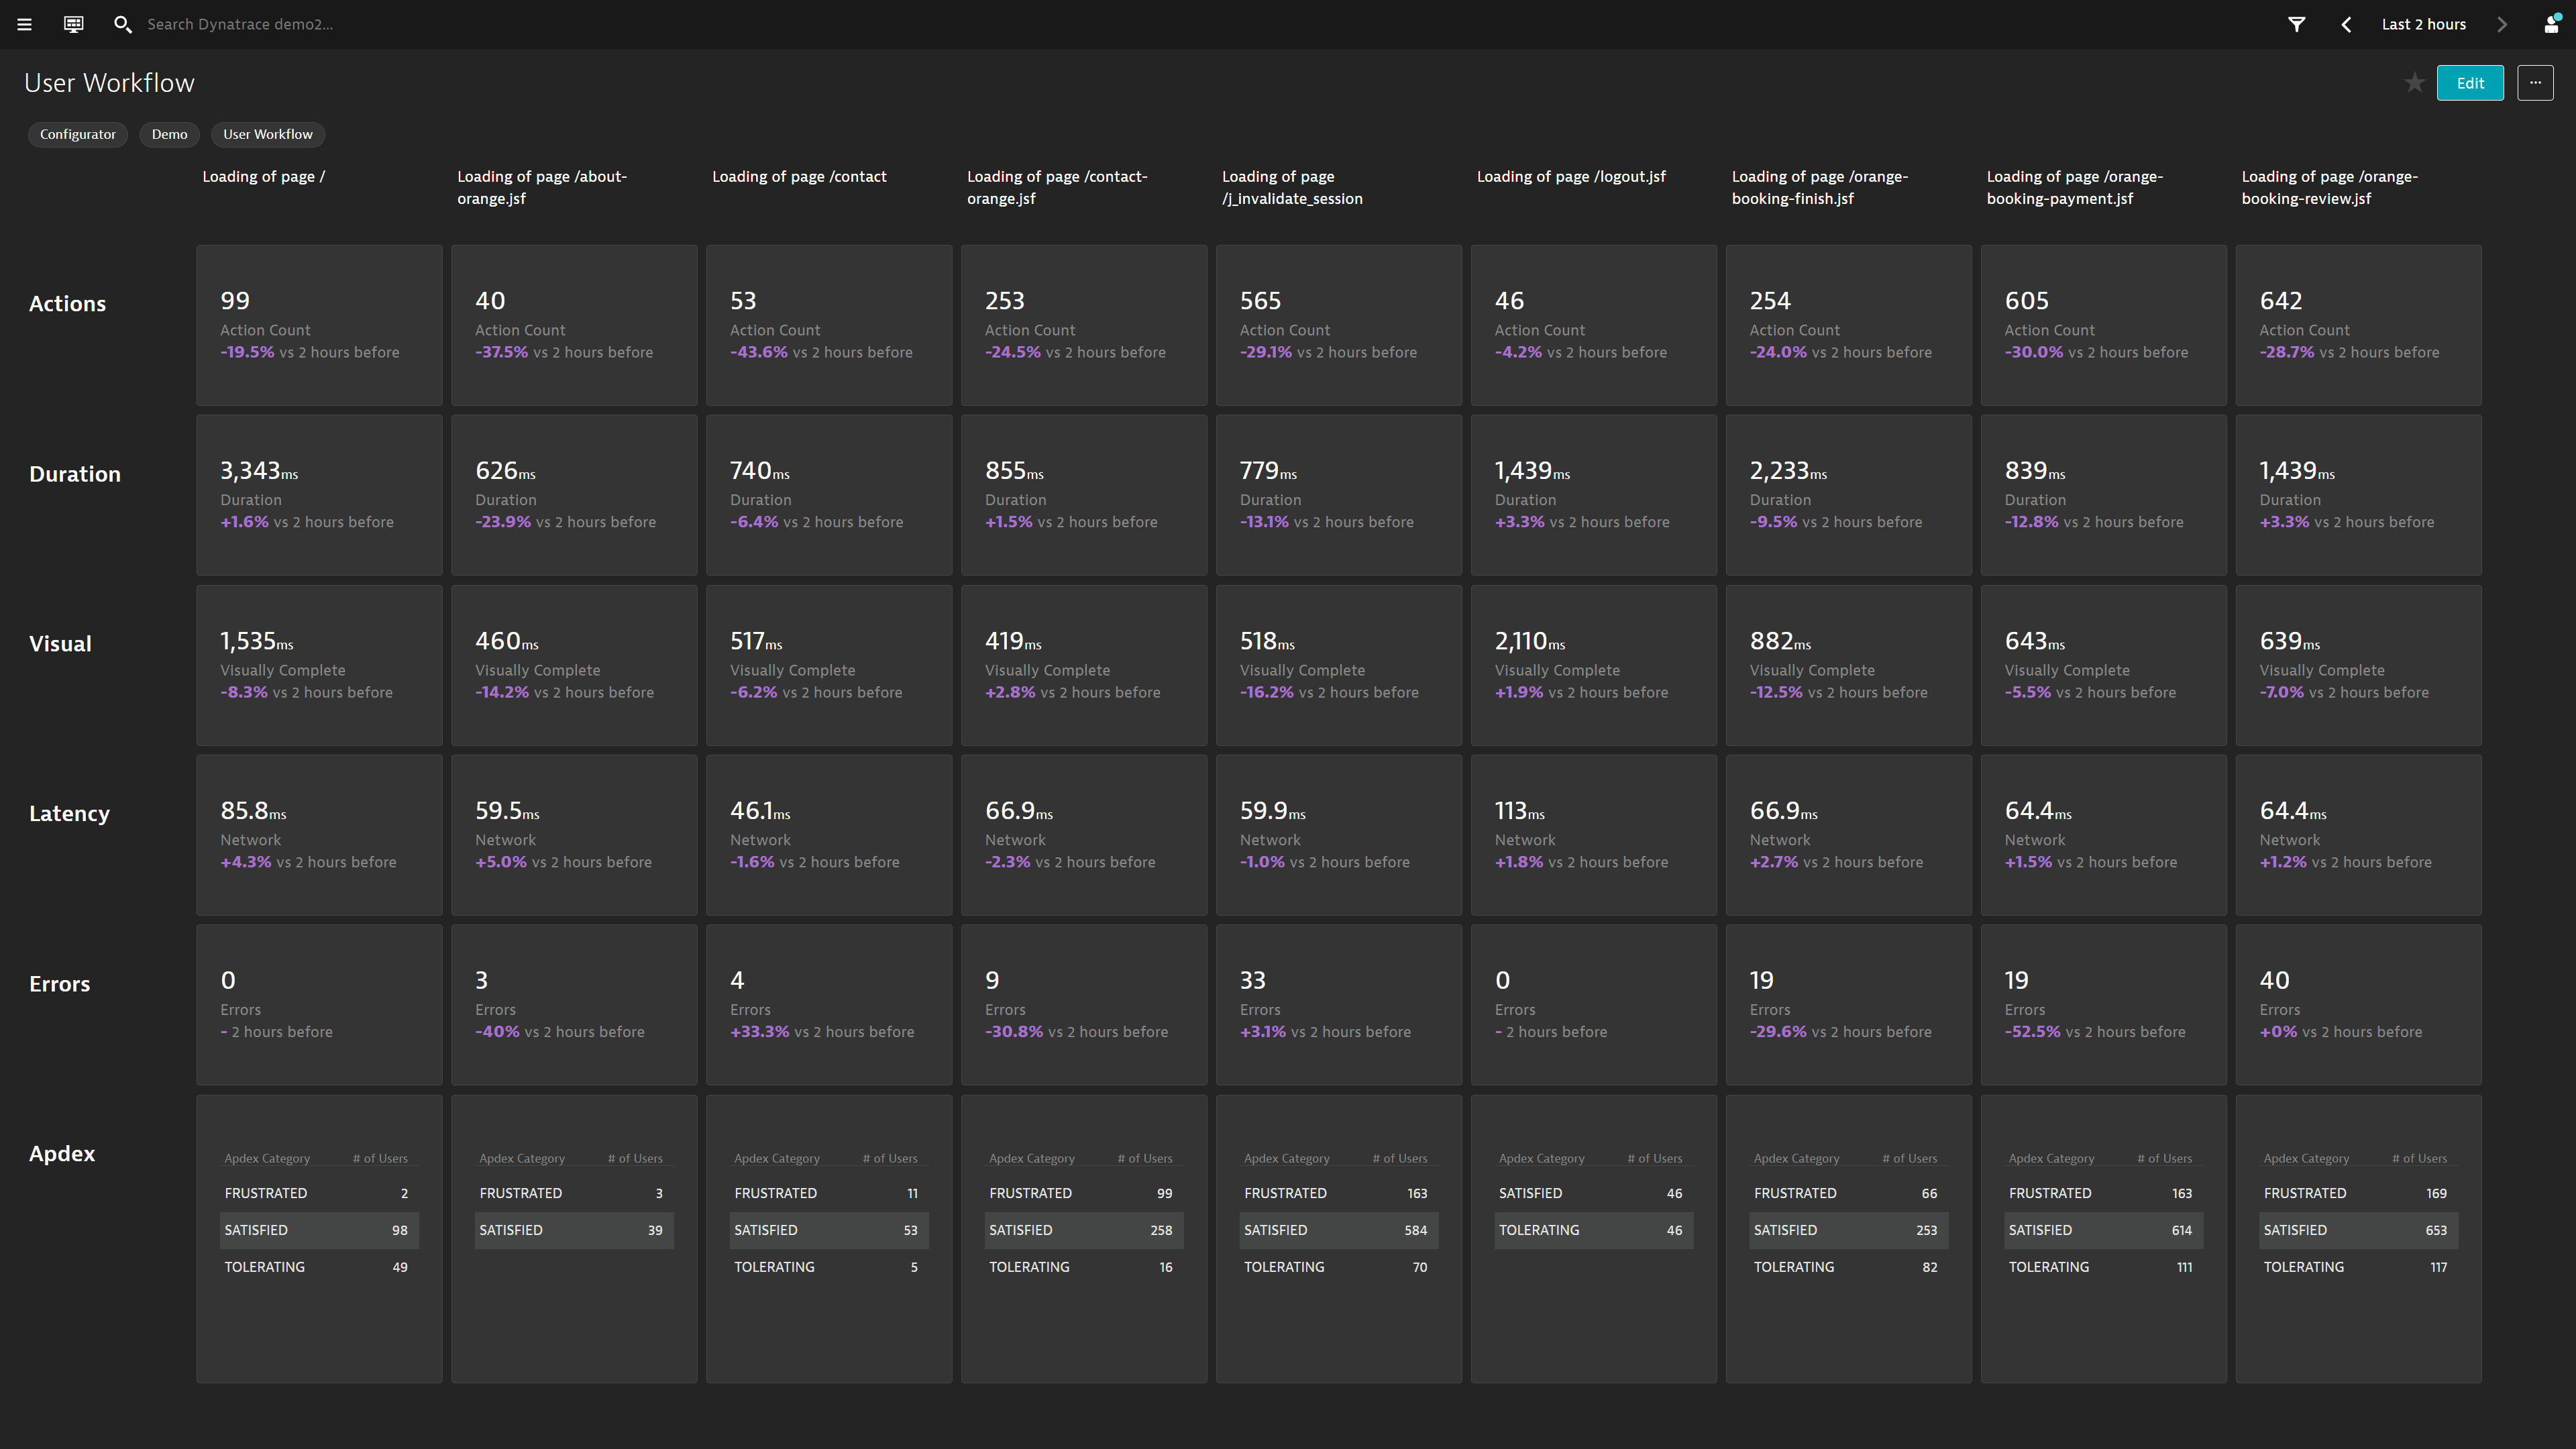 Search Dynatrace demo2...
Last 2 hours
User Workflow
Edit
...
Configurator
Demo
User Workflow
Loading of page /
Loading of page /about-
orange.jsf
Loading of page /contact
Loading of page /contact-
orange.jsf
Loading of page
/j_invalidate_session
Loading of page /logout.jsf
Loading of page /orange-
booking-finish.jsf
Loading of page /orange-
booking-payment.jsf
Loading of page /orange-
booking-review.jsf
Actions
99
Action Count
-19.5% vs 2 hours before
40
Action Count
-37.5% vs 2 hours before
53
Action Count
-43.6% vs 2 hours before
253
Action Count
-24.5% vs 2 hours before
565
Action Count
-29.1% vs 2 hours before
46
Action Count
-4.2% vs 2 hours before
254
Action Count
-24.0% vs 2 hours before
605
Action Count
-30.0% vs 2 hours before
642
Action Count
-28.7% vs 2 hours before
Duration
3,343ms
Duration
+1.6% vs 2 hours before
626ms
Duration
-23.9% vs 2 hours before
740ms
Duration
-6.4% vs 2 hours before
855ms
Duration
+1.5% vs 2 hours before
779ms
Duration
-13.1% vs 2 hours before
1,439ms
Duration
+3.3% vs 2 hours before
2,233ms
Duration
-9.5% vs 2 hours before
839ms
Duration
-12.8% vs 2 hours before
1,439ms
Duration
+3.3% vs 2 hours before
Visual
1,535ms
Visually Complete
-8.3% vs 2 hours before
460ms
Visually Complete
-14.2% vs 2 hours before
517ms
Visually Complete
-6.2% vs 2 hours before
419ms
Visually Complete
+2.8% vs 2 hours before
518ms
Visually Complete
-16.2% vs 2 hours before
2,110ms
Visually Complete
+1.9% vs 2 hours before
882ms
Visually Complete
-12.5% vs 2 hours before
643ms
Visually Complete
-5.5% vs 2 hours before
639ms
Visually Complete
-7.0% vs 2 hours before
Latency
85.8ms
Network
+4.3% vs 2 hours before
59.5ms
Network
+5.0% vs 2 hours before
46.1ms
Network
-1.6% vs 2 hours before
66.9ms
Network
-2.3% vs 2 hours before
59.9ms
Network
-1.0% vs 2 hours before
113ms
Network
+1.8% vs 2 hours before
66.9ms
Network
+2.7% vs 2 hours before
64.4ms
Network
+1.5% vs 2 hours before
64.4ms
Network
+1.2% vs 2 hours before
Errors
0
Errors
- 2 hours before
3
Errors
-40% vs 2 hours before
4
Errors
+33.3% vs 2 hours before
9
Errors
-30.8% vs 2 hours before
33
Errors
+3.1% vs 2 hours before
0
Errors
- 2 hours before
19
Errors
-29.6% vs 2 hours before
19
Errors
-52.5% vs 2 hours before
40
Errors
+0% vs 2 hours before
Apdex
Apdex Category # of Users
FRUSTRATED 2
SATISFIED 98
TOLERATING 49
Apdex Category # of Users
FRUSTRATED 3
SATISFIED 39
Apdex Category # of Users
FRUSTRATED 11
SATISFIED 53
TOLERATING 5
Apdex Category # of Users
FRUSTRATED 99
SATISFIED 258
TOLERATING 16
Apdex Category # of Users
FRUSTRATED 163
SATISFIED 584
TOLERATING 70
Apdex Category # of Users
SATISFIED 46
TOLERATING 46
Apdex Category # of Users
FRUSTRATED 66
SATISFIED 253
TOLERATING 82
Apdex Category # of Users
FRUSTRATED 163
SATISFIED 614
TOLERATING 111
Apdex Category # of Users
FRUSTRATED 169
SATISFIED 653
TOLERATING 117